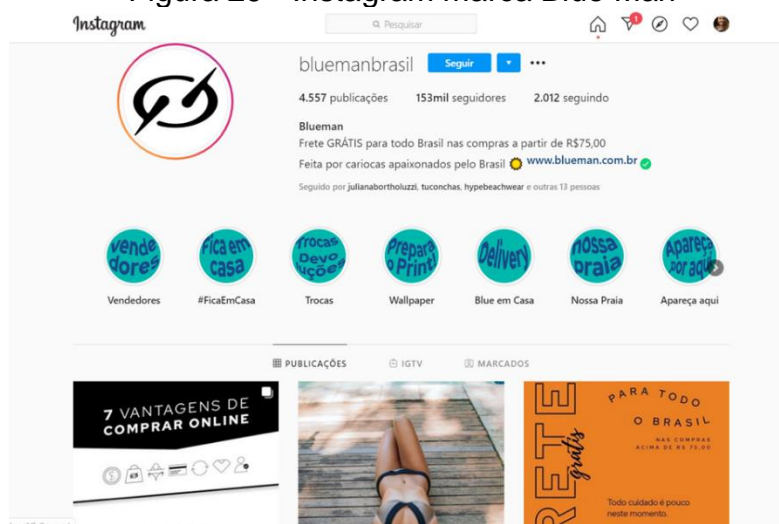 Instagram marca Blue Man
Instagram
Pesquisar
1
bluemanbrasil
Seguir
4.557 publicações 153mil seguidores 2.012 seguindo
Blueman
Frete GRÁTIS para todo Brasil nas compras a partir de R$75,00
Feita por cariocas apaixonados pelo Brasil www.blueman.com.br
Seguido por julianabortholuzzi, tuconchas, hypebeachwear e outras 13 pessoas
vende
dores
Fica em
casa
Trocas
Devo
luções
Prepara
o Print!
Delivery
nossa
praia
Apareça
por aqui
Vendedores #FicaEmCasa Trocas Wallpaper Blue em Casa Nossa Praia Apareça aqui
PUBLICAÇÕES IGTV MARCADOS
7 VANTAGENS DE
COMPRAR ONLINE
FRETE
grátis
PARA TODO
O BRASIL
NAS COMPRAS
ACIMA DE R$ 75,00
Todo cuidado é pouco
neste momento.